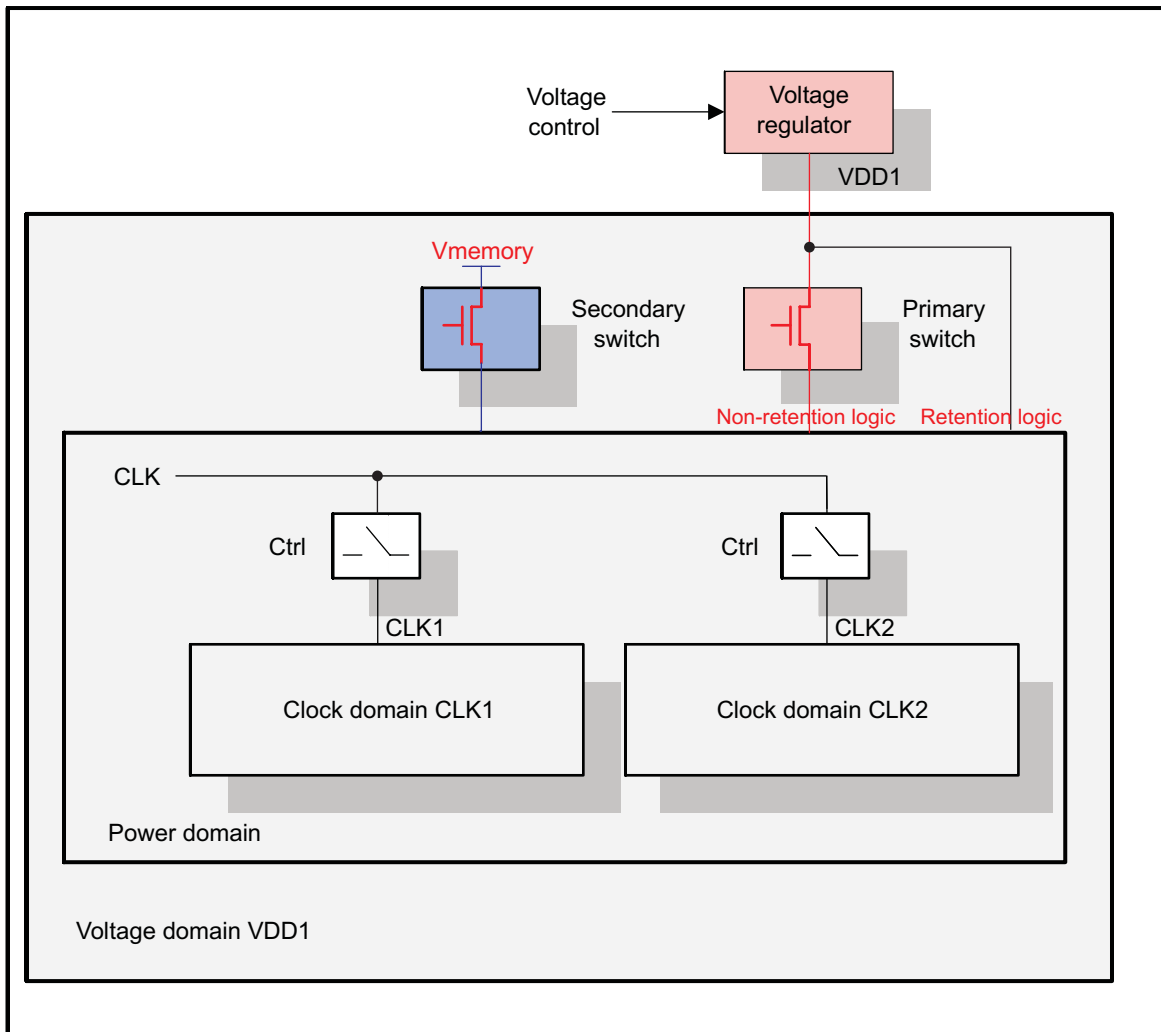 Voltage
control
Voltage
regulator
VDD1
Vmemory
Secondary
switch
Primary
switch
Non-retention logic
Retention logic
CLK
Ctrl
Ctrl
CLK1
CLK2
Clock domain CLK1
Clock domain CLK2
Power domain
Voltage domain VDD1